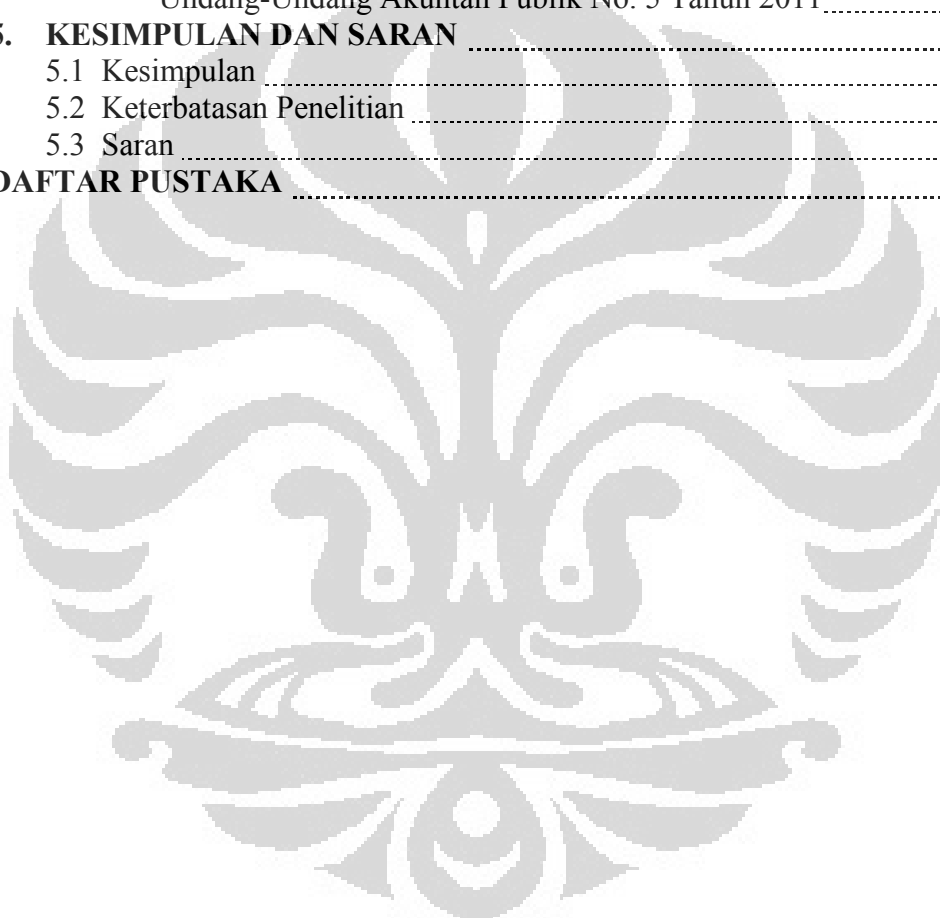 Undang-Undang Akuntan Publik No. 5 Tahun 2011
5. KESIMPULAN DAN SARAN
5.1 Kesimpulan
5.2 Keterbatasan Penelitian
5.3 Saran
DAFTAR PUSTAKA